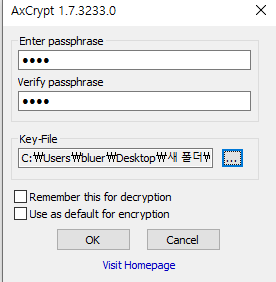 AxCrypt 1.7.3233.0
Enter passphrase
●●●●
Verify passphrase
●●●●
Key-File
C:₩Users₩bluer₩Desktop₩새 폴더₩
...
Remember this for decryption
Use as default for encryption
OK
Cancel
Visit Homepage